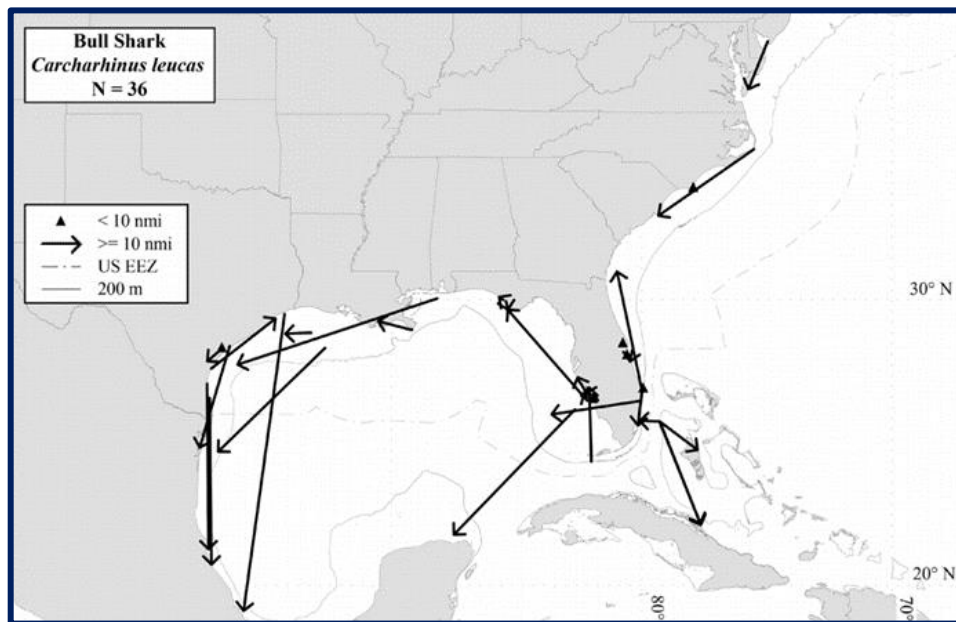 Bull Shark
Carcharhinus leucas
N = 36
< 10 nmi
>= 10 nmi
US EEZ
200 m
30° N
20° N
80°
70°